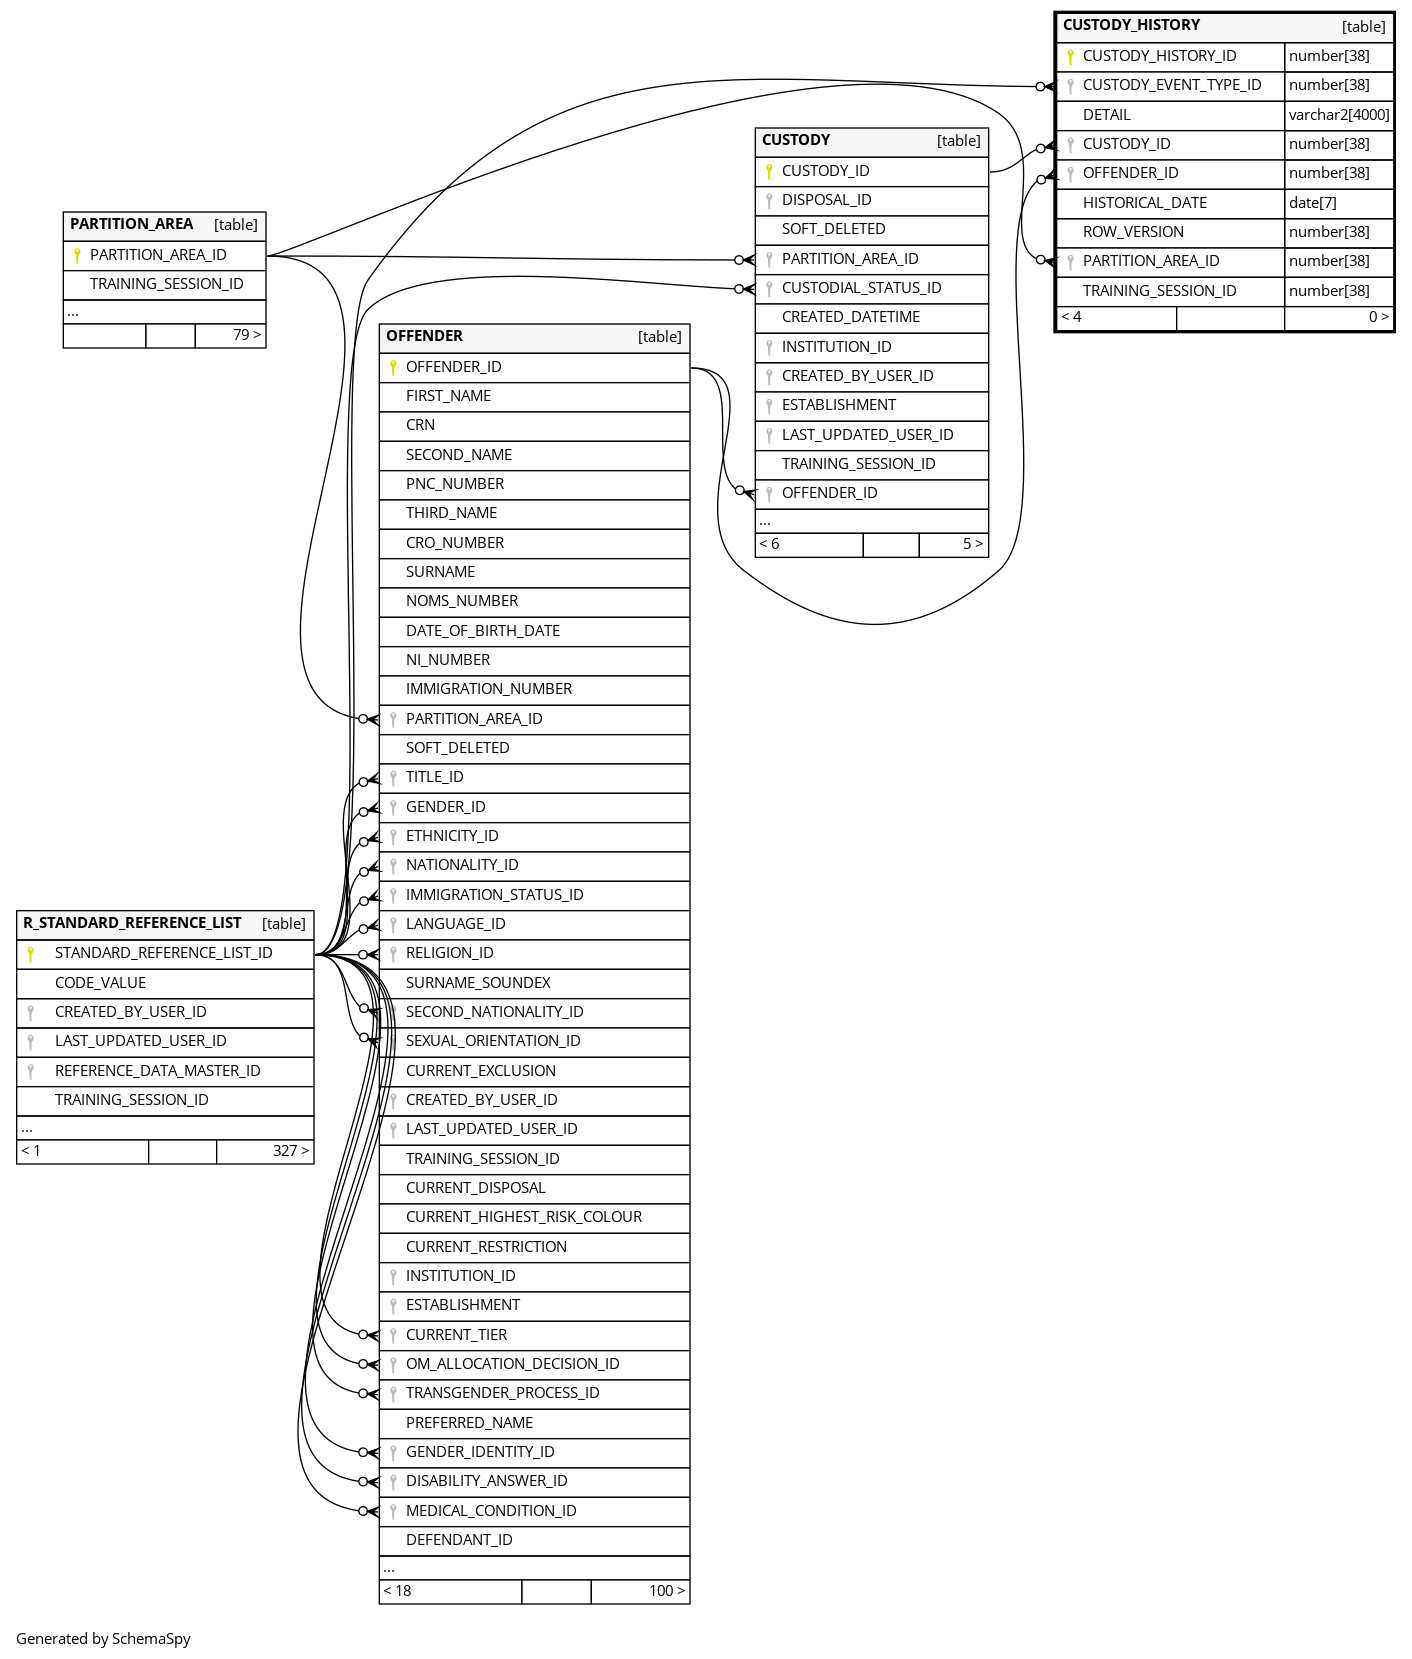 CUSTODY_HISTORY [table]
CUSTODY_HISTORY_ID number[38]
CUSTODY_EVENT_TYPE_ID number[38]
DETAIL varchar2[4000]
CUSTODY_ID number[38]
OFFENDER_ID number[38]
HISTORICAL_DATE date[7]
ROW_VERSION number[38]
PARTITION_AREA_ID number[38]
TRAINING_SESSION_ID number[38]
< 4 0 >
CUSTODY [table]
CUSTODY_ID
DISPOSAL_ID
SOFT_DELETED
PARTITION_AREA_ID
CUSTODIAL_STATUS_ID
CREATED_DATETIME
INSTITUTION_ID
CREATED_BY_USER_ID
ESTABLISHMENT
LAST_UPDATED_USER_ID
TRAINING_SESSION_ID
OFFENDER_ID
...
< 6 5 >
PARTITION_AREA [table]
PARTITION_AREA_ID
TRAINING_SESSION_ID
...
79 >
OFFENDER [table]
OFFENDER_ID
FIRST_NAME
CRN
SECOND_NAME
PNC_NUMBER
THIRD_NAME
CRO_NUMBER
SURNAME
NOMS_NUMBER
DATE_OF_BIRTH_DATE
NI_NUMBER
IMMIGRATION_NUMBER
PARTITION_AREA_ID
SOFT_DELETED
TITLE_ID
GENDER_ID
ETHNICITY_ID
NATIONALITY_ID
IMMIGRATION_STATUS_ID
LANGUAGE_ID
RELIGION_ID
SURNAME_SOUNDEX
SECOND_NATIONALITY_ID
SEXUAL_ORIENTATION_ID
CURRENT_EXCLUSION
CREATED_BY_USER_ID
LAST_UPDATED_USER_ID
TRAINING_SESSION_ID
CURRENT_DISPOSAL
CURRENT_HIGHEST_RISK_COLOUR
CURRENT_RESTRICTION
INSTITUTION_ID
ESTABLISHMENT
CURRENT_TIER
OM_ALLOCATION_DECISION_ID
TRANSGENDER_PROCESS_ID
PREFERRED_NAME
GENDER_IDENTITY_ID
DISABILITY_ANSWER_ID
MEDICAL_CONDITION_ID
DEFENDANT_ID
...
< 18 100 >
R_STANDARD_REFERENCE_LIST [table]
STANDARD_REFERENCE_LIST_ID
CODE_VALUE
CREATED_BY_USER_ID
LAST_UPDATED_USER_ID
REFERENCE_DATA_MASTER_ID
TRAINING_SESSION_ID
...
< 1 327 >
Generated by SchemaSpy